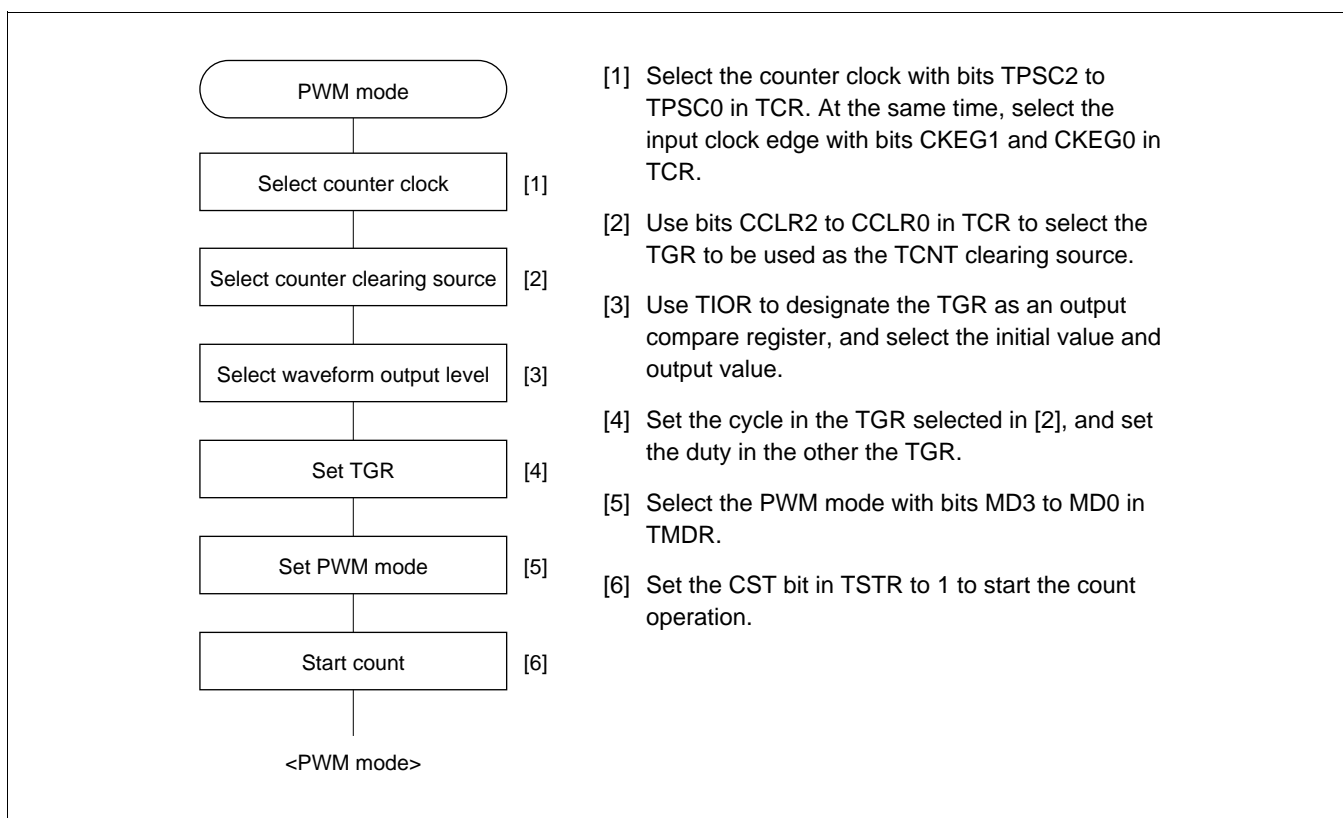 PWM mode
Select counter clock [1]
Select counter clearing source [2]
Select waveform output level [3]
Set TGR [4]
Set PWM mode [5]
Start count [6]
<PWM mode>
[1] Select the counter clock with bits TPSC2 to
TPSC0 in TCR. At the same time, select the
input clock edge with bits CKEG1 and CKEG0 in
TCR.
[2] Use bits CCLR2 to CCLR0 in TCR to select the
TGR to be used as the TCNT clearing source.
[3] Use TIOR to designate the TGR as an output
compare register, and select the initial value and
output value.
[4] Set the cycle in the TGR selected in [2], and set
the duty in the other the TGR.
[5] Select the PWM mode with bits MD3 to MD0 in
TMDR.
[6] Set the CST bit in TSTR to 1 to start the count
operation.